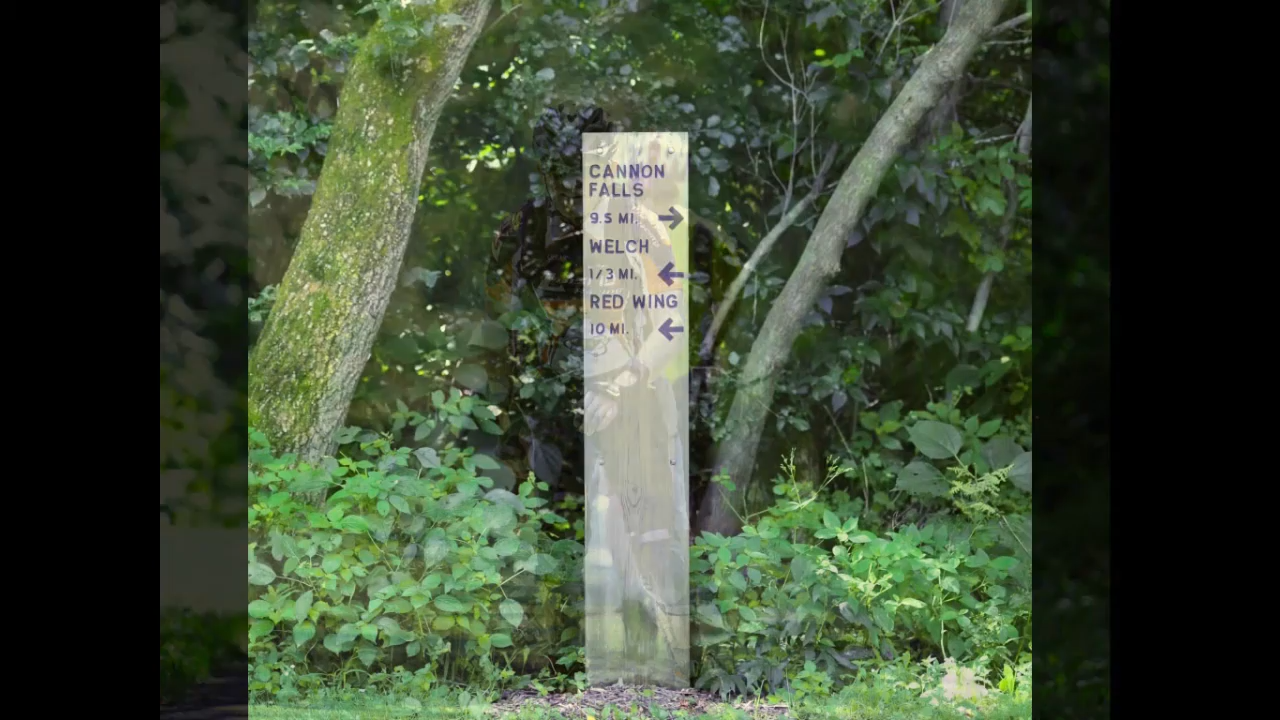 CANNON
FALLS
9.5 MI. →
WELCH
1/3 MI. ←
RED WING
10 MI. ←